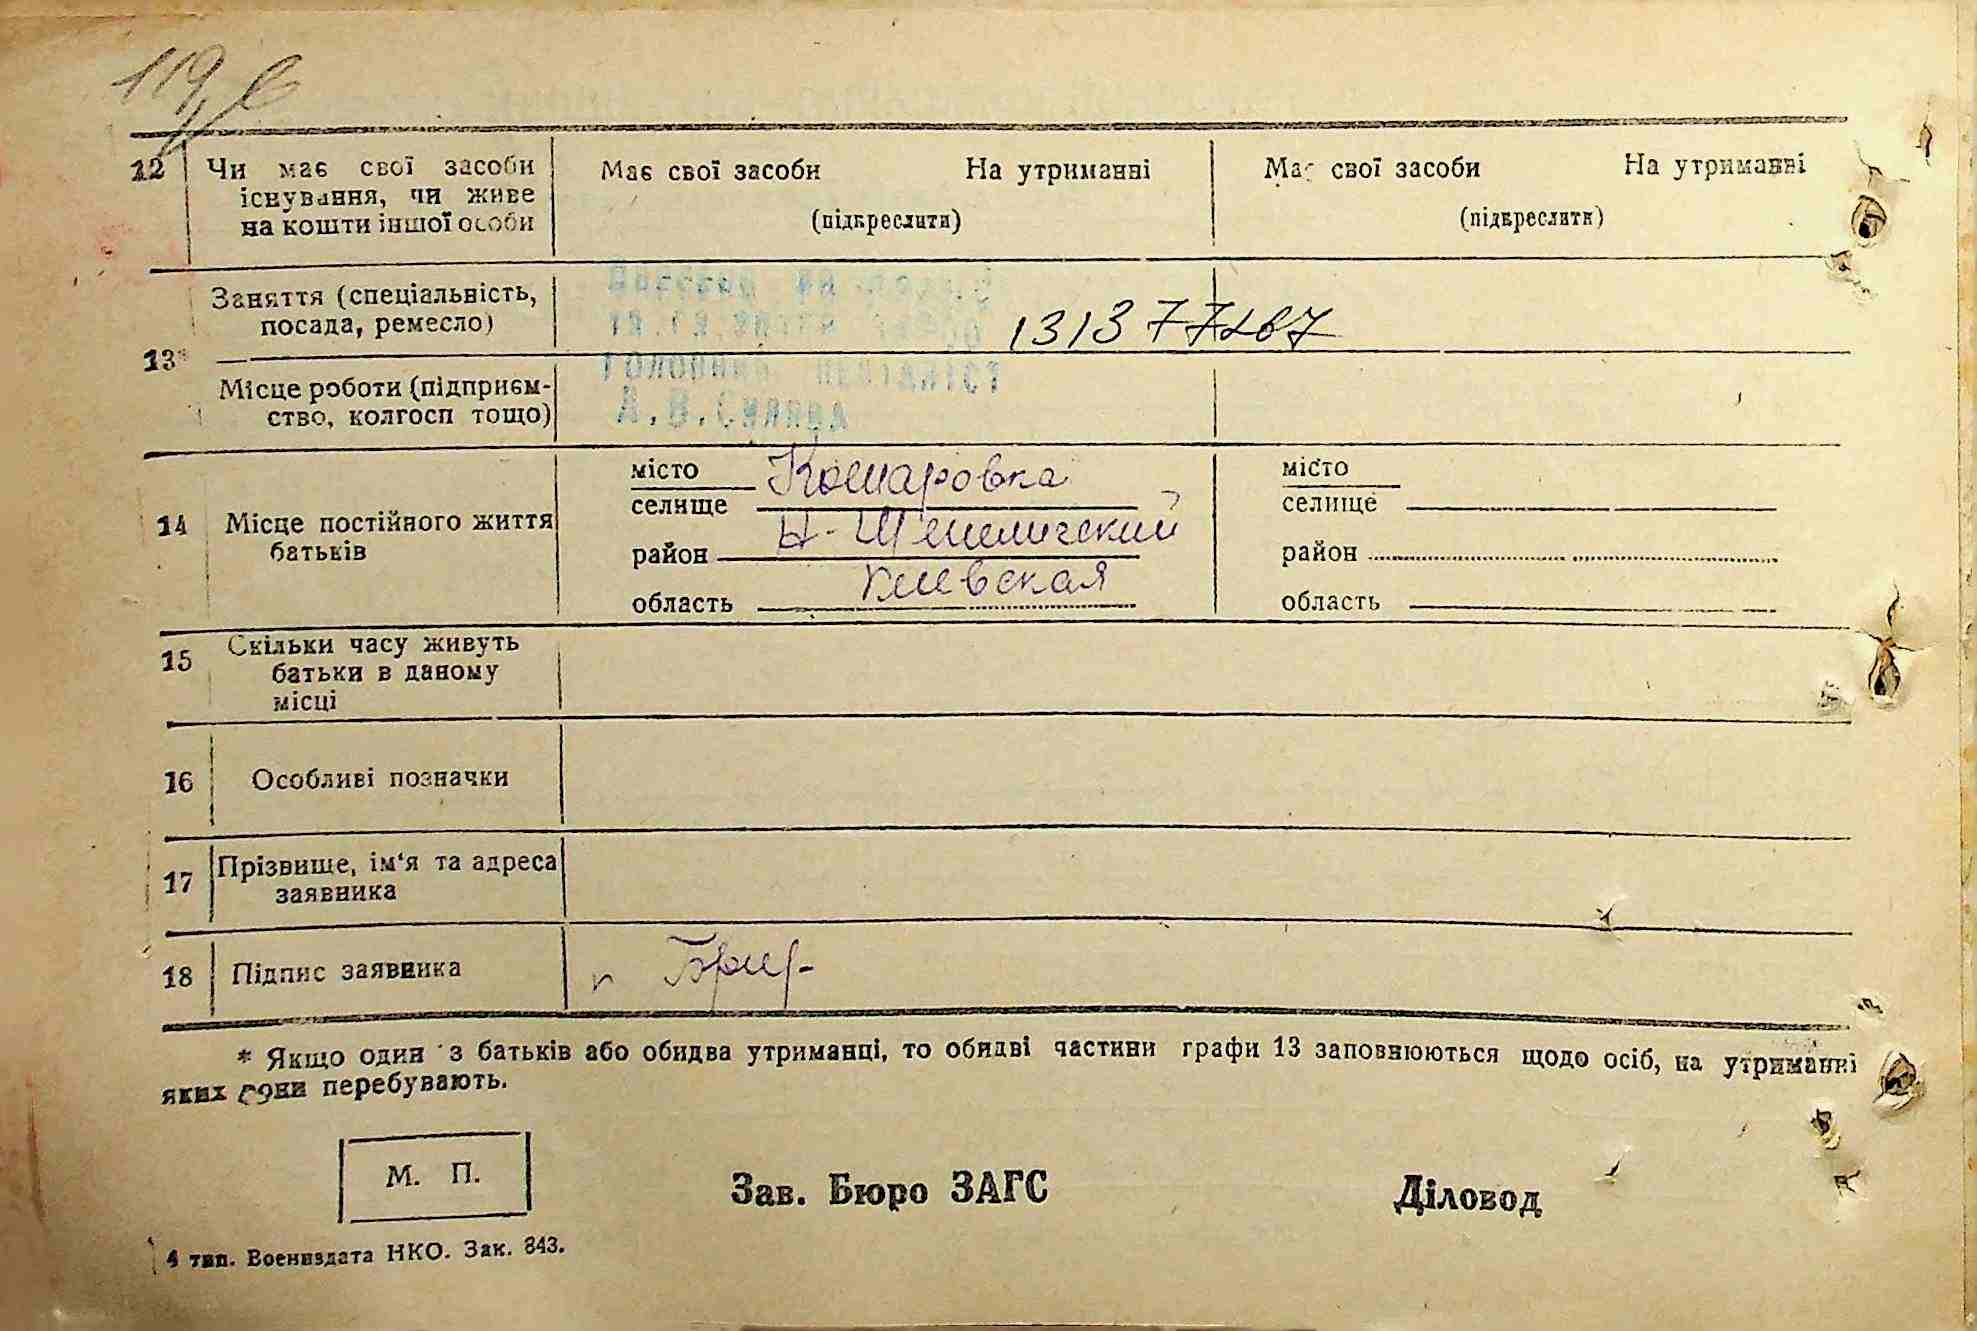 119
12 Чи має свої засоби існування, чи живе на кошти іншої особи
Має свої засоби На утриманні
(підкреслити)
Має свої засоби На утриманні
(підкреслити)
13* Заняття (спеціальність, посада, ремесло)
Місце роботи (підприєм-
ство, колгосп тощо)
А.В.
14 Місце постійного життя
батьків
місто
селище Комаровка
район Н-Шепеличский
область Киевская
місто
селище
район
область
15 Скільки часу живуть
батьки в даному
місці
16 Особливі позначки
17 Прізвище, ім'я та адреса
заявника
18 Підпис заявника
* Якщо один з батьків або обидва утриманці, то обидві частини графи 13 заповнюються щодо осіб, на утриманні
яких вони перебувають.
М. П.
Зав. Бюро ЗАГС
Діловод
4 тип. Воениздата НКО. Зак. 843.